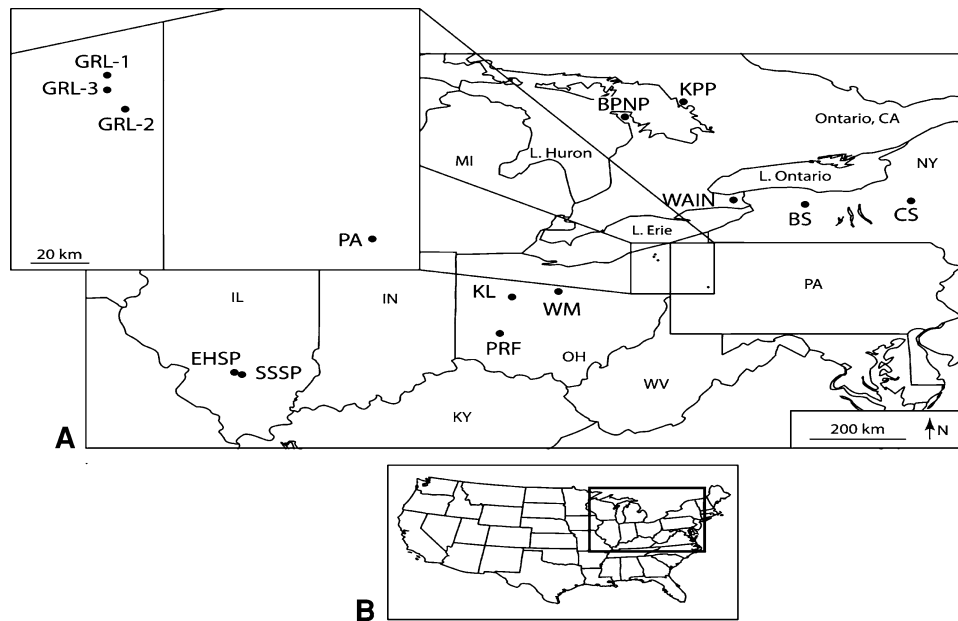 GRL-1
GRL-3
GRL-2
PA
20 km
KPP
BPNP
Ontario, CA
MI
L. Huron
NY
L. Ontario
WAIN
BS
CS
L. Erie
PA
IL
IN
KL
WM
PRF
OH
EHSP
SSSP
WV
KY
A
200 km
N
B